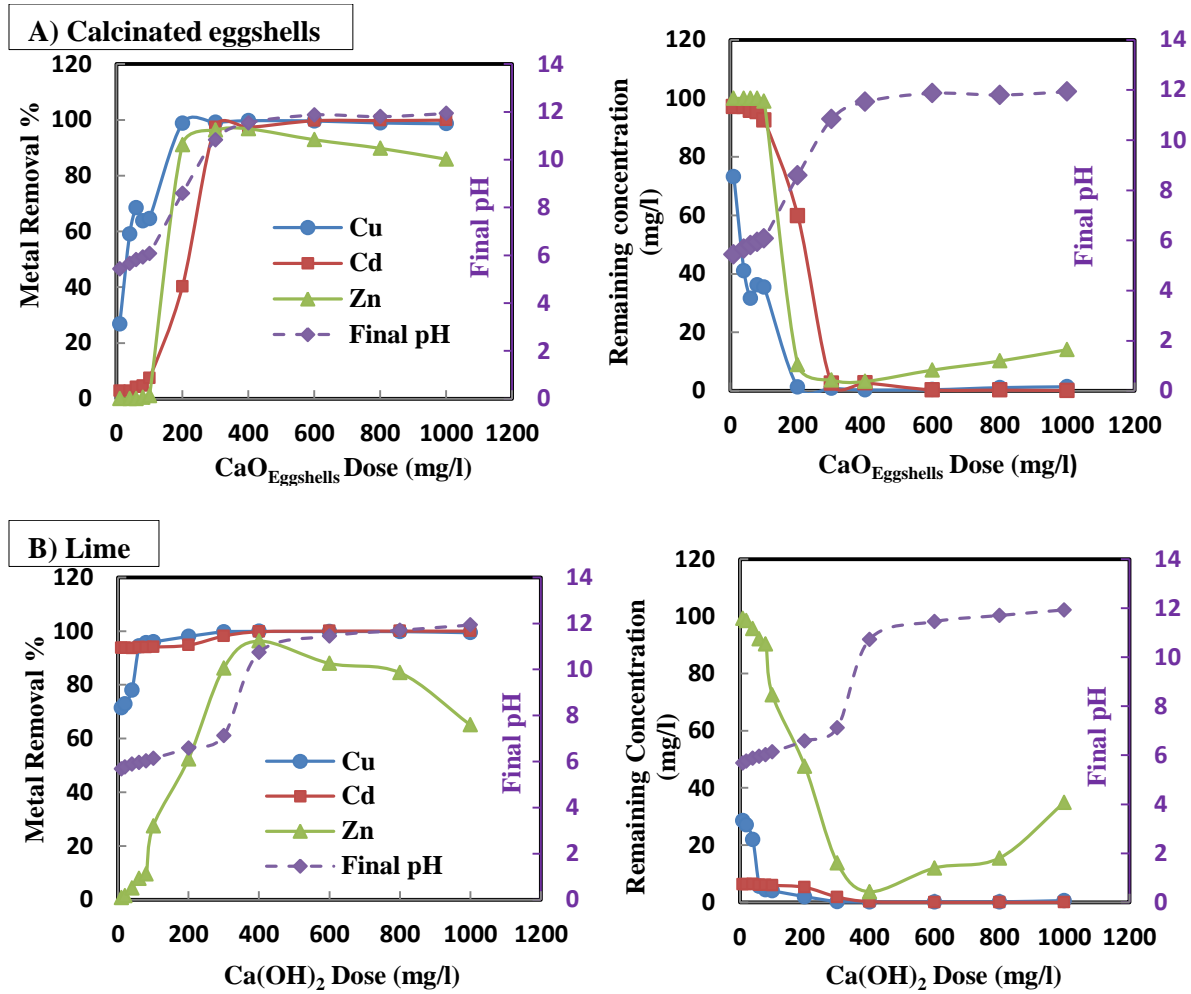 A) Calcinated eggshells
Metal Removal %
120
100
80
60
40
20
0
0 200 400 600 800 1000 1200
CaO Eggshells Dose (mg/l)
14
12
10
8
6
4
2
0
Final pH
Cu
Cd
Zn
Final pH
Remaining concentration
(mg/l)
120
100
80
60
40
20
0
0 200 400 600 800 1000 1200
CaO Eggshells Dose (mg/l)
14
12
10
8
6
4
2
0
Final pH
B) Lime
Metal Removal %
120
100
80
60
40
20
0
0 200 400 600 800 1000 1200
Ca(OH)2 Dose (mg/l)
14
12
10
8
6
4
2
0
Final pH
Cu
Cd
Zn
Final pH
Remaining Concentration
(mg/l)
120
100
80
60
40
20
0
0 200 400 600 800 1000 1200
Ca(OH)2 Dose (mg/l)
14
12
10
8
6
4
2
0
Final pH